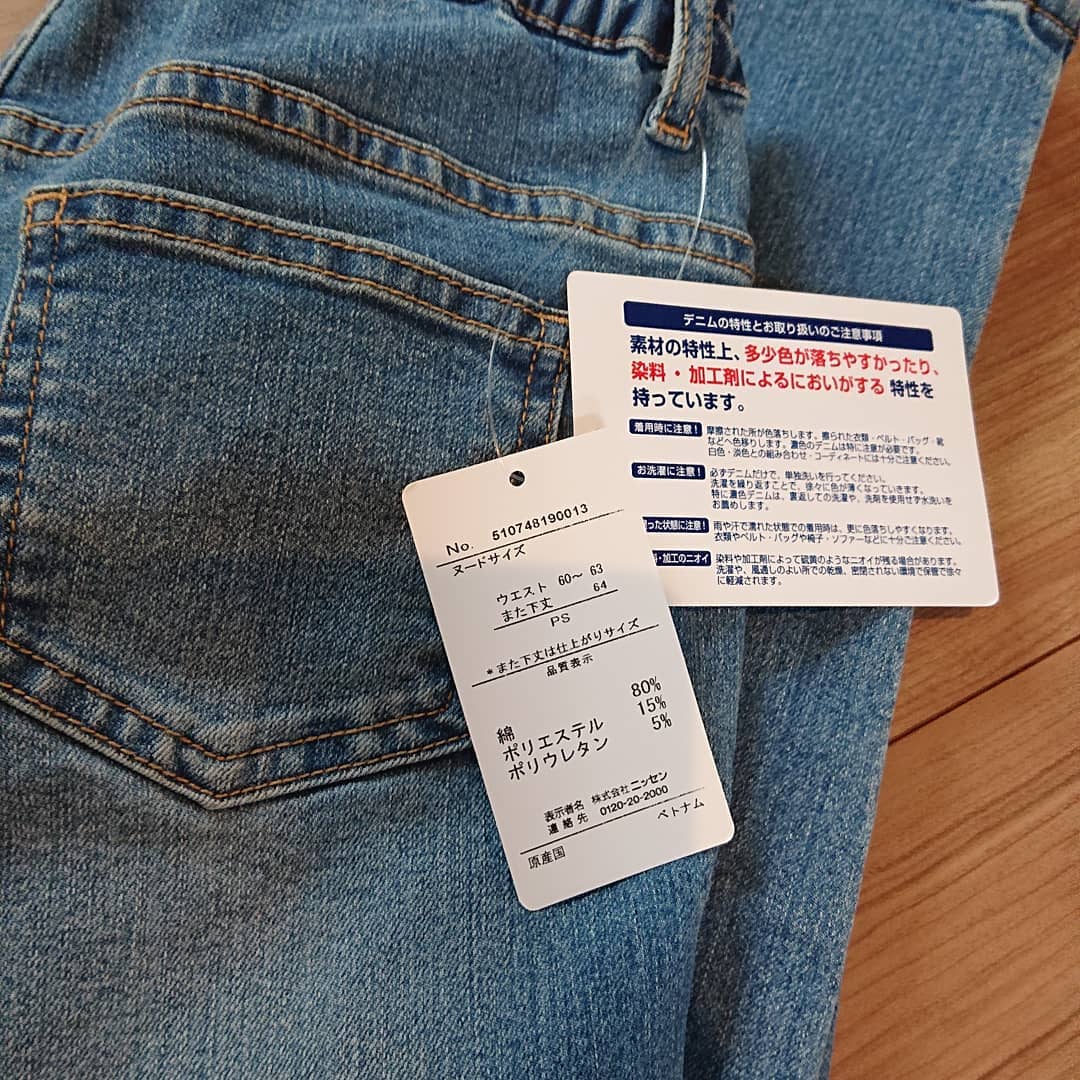 デニムの特性とお取り扱いのご注意事項
素材の特性上、多少色が落ちやすかったり、
染料・加工剤によるにおいがする 特性を
持っています。
着用時に注意! 摩擦された所が色落ちします。擦られた衣類・ベルト・バッグ・靴
などへ色移りします。濃色のデニムは特に注意が必要です。
白色・淡色との組み合わせ・コーディネートには十分ご注意ください。
お洗濯に注意! 必ずデニムだけで、単独洗いを行ってください。
洗濯を繰り返すことで、徐々に色が薄くなっていきます。
特に濃色デニムは、裏返しての洗濯や、洗剤を使用せず水洗いを
お薦めします。
った状態に注意! 雨や汗で濡れた状態での着用時は、更に色落ちしやすくなります。
衣類やベルト・バッグや椅子・ソファーなどに十分ご注意ください。
・加工のニオイ 染料や加工剤によって硫黄のようなニオイが残る場合があります。
洗濯や、風通しのよい所での乾燥、密閉されない環境で保管で徐々
に軽減されます。
No. 510748190013
ヌードサイズ
ウエスト 60〜 63
また下丈 64
PS
*また下丈は仕上がりサイズ
品質表示
綿 80%
ポリエステル 15%
ポリウレタン 5%
表示者名 株式会社ニッセン
連絡先 0120-20-2000
原産国 ベトナム